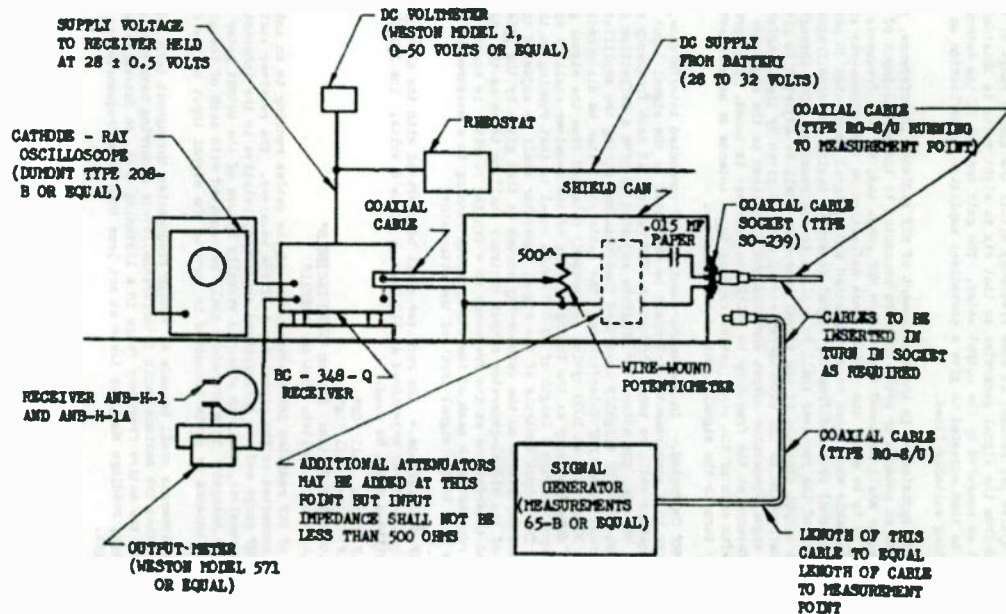 SUPPLY VOLTAGE
TO RECEIVER HELD
AT 28 ± 0.5 VOLTS
DC VOLTMETER
(WESTON MODEL 1,
0-50 VOLTS OR EQUAL)
DC SUPPLY
FROM BATTERY
(28 TO 32 VOLTS)
COAXIAL CABLE
(TYPE RG-8/U RUNNING
TO MEASUREMENT POINT)
RHEOSTAT
CATHODE - RAY
OSCILLOSCOPE
(DUMONT TYPE 208-
B OR EQUAL)
COAXIAL
CABLE
SHIELD CAN
.015 MF
PAPER
COAXIAL CABLE
SOCKET (TYPE
SO-239)
500^
CABLES TO BE
INSERTED IN
TURN IN SOCKET
AS REQUIRED
WIRE-WOUND
POTENTIOMETER
BC - 348 - Q
RECEIVER
RECEIVER ANB-H-1
AND ANB-H-1A
COAXIAL CABLE
(TYPE RG-8/U)
ADDITIONAL ATTENUATORS
MAY BE ADDED AT THIS
POINT BUT INPUT
IMPEDANCE SHALL NOT BE
LESS THAN 500 OHMS
SIGNAL
GENERATOR
(MEASUREMENTS
65-B OR EQUAL)
OUTPUT METER
(WESTON MODEL 571
OR EQUAL)
LENGTH OF THIS
CABLE TO EQUAL
LENGTH OF CABLE
TO MEASUREMENT
POINT